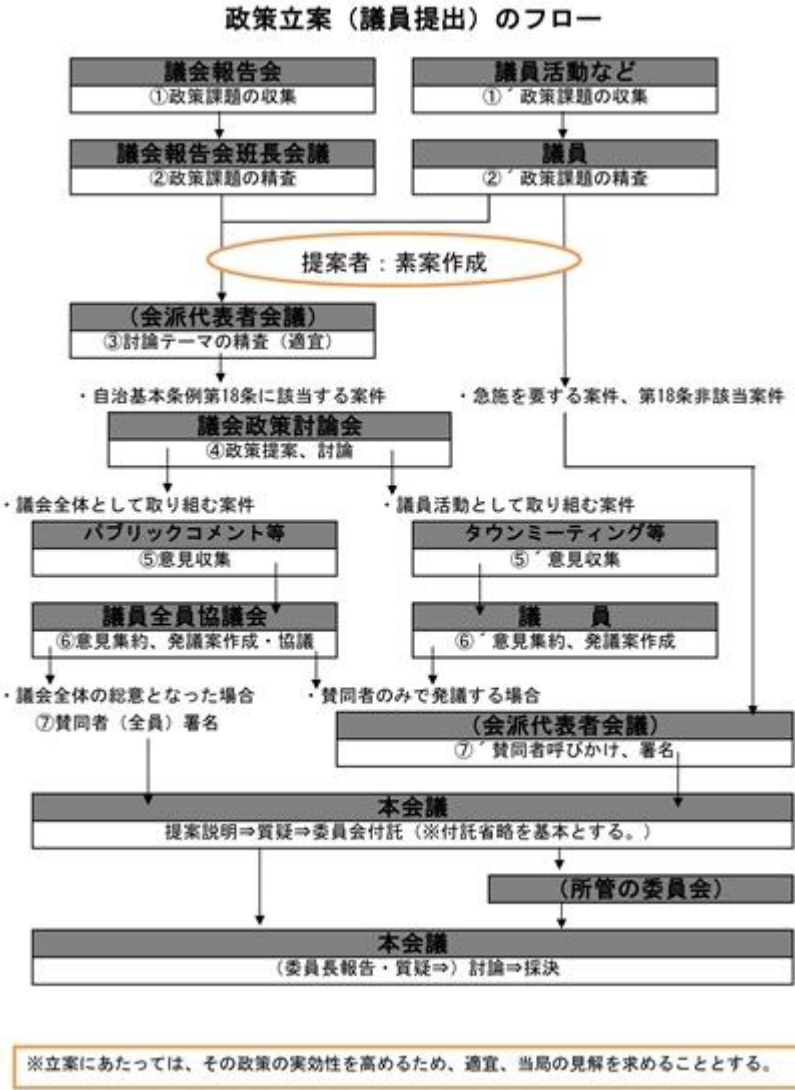 政策立案（議員提出）のフロー
議会報告会
①政策課題の収集
議員活動など
①´政策課題の収集
議会報告会班長会議
②政策課題の精査
議員
②´政策課題の精査
提案者：素案作成
（会派代表者会議）
③討論テーマの精査（適宜）
・自治基本条例第18条に該当する案件
・急施を要する案件、第18条非該当案件
議会政策討論会
④政策提案、討論
・議会全体として取り組む案件
・議員活動として取り組む案件
パブリックコメント等
⑤意見収集
タウンミーティング等
⑤´意見収集
議員全員協議会
⑥意見集約、発議案作成・協議
議　　員
⑥´意見集約、発議案作成
・議会全体の総意となった場合
⑦賛同者（全員）署名
・賛同者のみで発議する場合
（会派代表者会議）
⑦´賛同者呼びかけ、署名
本会議
提案説明⇒質疑⇒委員会付託（※付託省略を基本とする。）
（所管の委員会）
本会議
（委員長報告・質疑⇒）討論⇒採決
※立案にあたっては、その政策の実効性を高めるため、適宜、当局の見解を求めることとする。